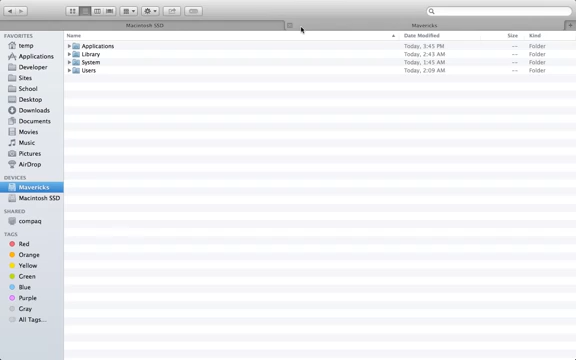 Macintosh SSD
Mavericks
FAVORITES
temp
Applications
Developer
Sites
School
Desktop
Downloads
Documents
Movies
Music
Pictures
AirDrop
DEVICES
Mavericks
Macintosh SSD
SHARED
compaq
TAGS
Red
Orange
Yellow
Green
Blue
Purple
Gray
All Tags...
Name Date Modified Size Kind
Applications Today, 3:45 PM -- Folder
Library Today, 2:43 AM -- Folder
System Today, 1:45 AM -- Folder
Users Today, 2:09 AM -- Folder